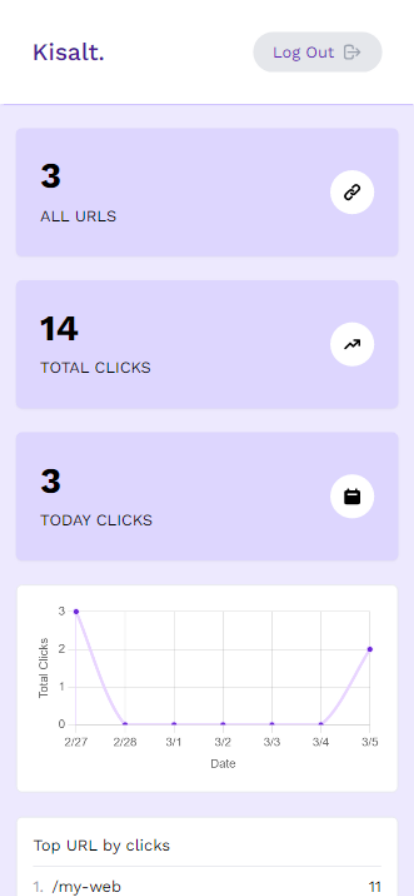 Kisalt.
Log Out
3
ALL URLS
14
TOTAL CLICKS
3
TODAY CLICKS
Total Clicks
3
2
1
0
2/27 2/28 3/1 3/2 3/3 3/4 3/5
Date
Top URL by clicks
1. /my-web 11